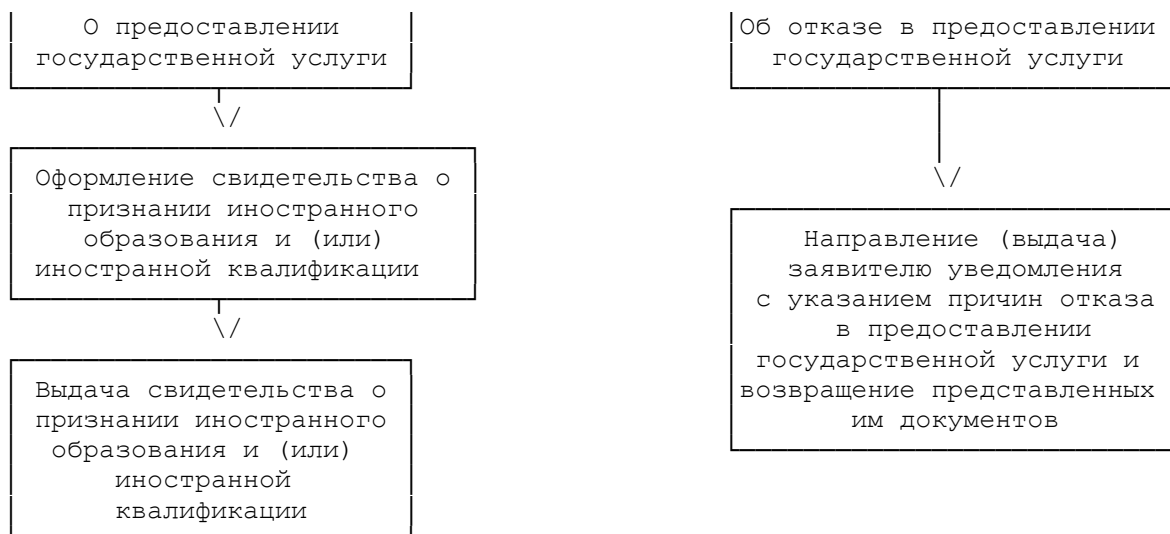 О предоставлении
государственной услуги
Об отказе в предоставлении
государственной услуги
\/
Оформление свидетельства о
признании иностранного
образования и (или)
иностранной квалификации
\/
\/
Направление (выдача)
заявителю уведомления
с указанием причин отказа
в предоставлении
государственной услуги и
возвращение представленных
им документов
Выдача свидетельства о
признании иностранного
образования и (или)
иностранной
квалификации